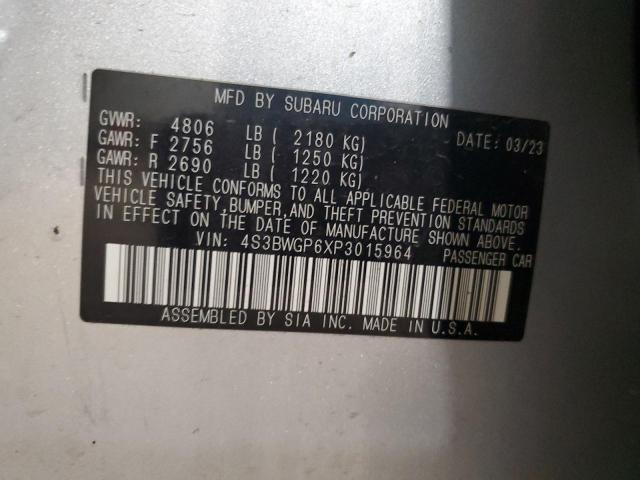 MFD BY SUBARU CORPORATION
GVWR: 4806 LB ( 2180 KG) DATE: 03/23
GAWR: F 2756 LB ( 1250 KG)
GAWR: R 2690 LB ( 1220 KG)
THIS VEHICLE CONFORMS TO ALL APPLICABLE FEDERAL MOTOR
VEHICLE SAFETY, BUMPER, AND THEFT PREVENTION STANDARDS
IN EFFECT ON THE DATE OF MANUFACTURE SHOWN ABOVE.
VIN: 4S3BWGP6XP3015964 PASSENGER CAR
ASSEMBLED BY SIA INC. MADE IN U.S.A.